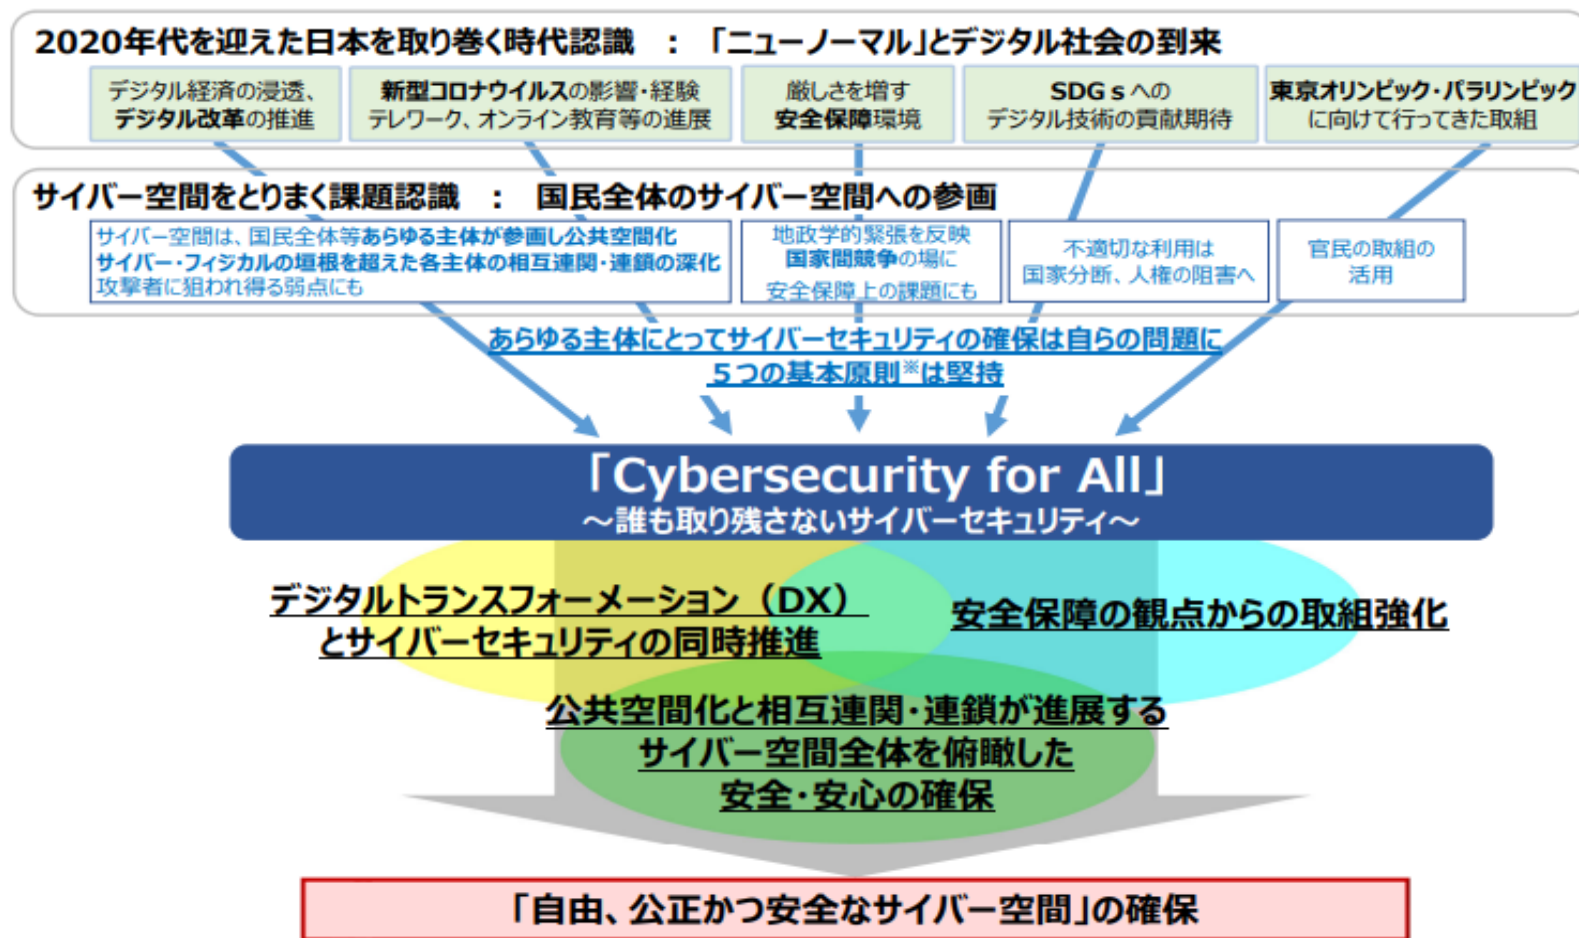 2020年代を迎えた日本を取り巻く時代認識 : 「ニューノーマル」とデジタル社会の到来
デジタル経済の浸透、
デジタル改革の推進
新型コロナウイルスの影響・経験
テレワーク、オンライン教育等の進展
厳しさを増す
安全保障環境
SDGsへの
デジタル技術の貢献期待
東京オリンピック・パラリンピック
に向けて行ってきた取組
サイバー空間をとりまく課題認識 : 国民全体のサイバー空間への参画
サイバー空間は、国民全体等あらゆる主体が参画し公共空間化
サイバー・フィジカルの垣根を超えた各主体の相互連関・連鎖の深化
攻撃者に狙われ得る弱点にも
地政学的緊張を反映
国家間競争の場に
安全保障上の課題にも
不適切な利用は
国家分断、人権の阻害へ
官民の取組の
活用
あらゆる主体にとってサイバーセキュリティの確保は自らの問題に
5つの基本原則※は堅持
「Cybersecurity for All」
～誰も取り残さないサイバーセキュリティ～
デジタルトランスフォーメーション（DX）
とサイバーセキュリティの同時推進
安全保障の観点からの取組強化
公共空間化と相互連関・連鎖が進展する
サイバー空間全体を俯瞰した
安全・安心の確保
「自由、公正かつ安全なサイバー空間」の確保